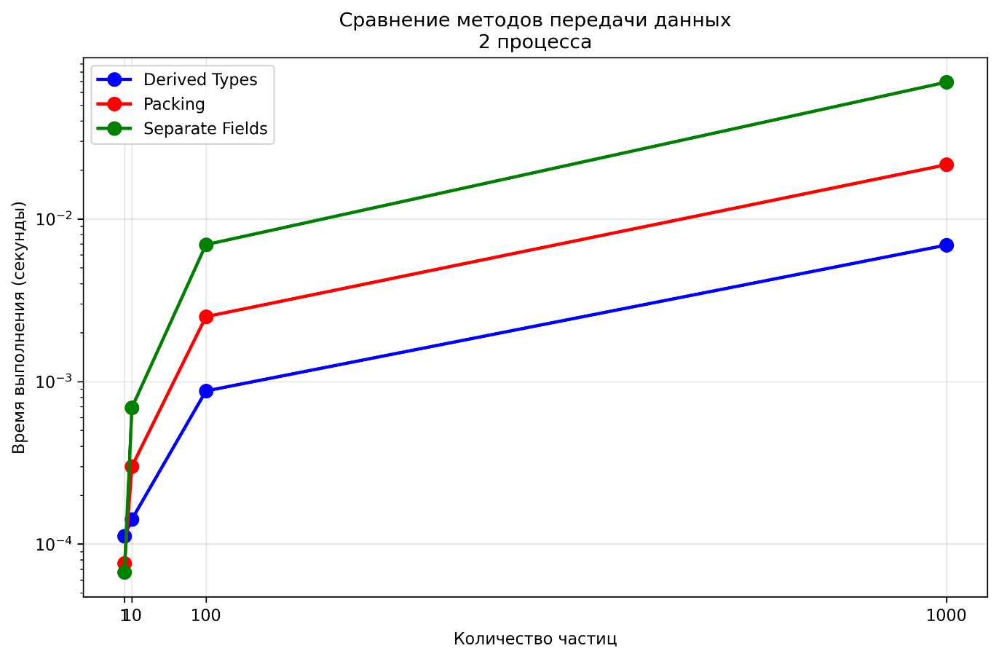 Сравнение методов передачи данных
2 процесса
Derived Types
Packing
Separate Fields
Время выполнения (секунды)
10⁻²
10⁻³
10⁻⁴
1
10
100
1000
Количество частиц